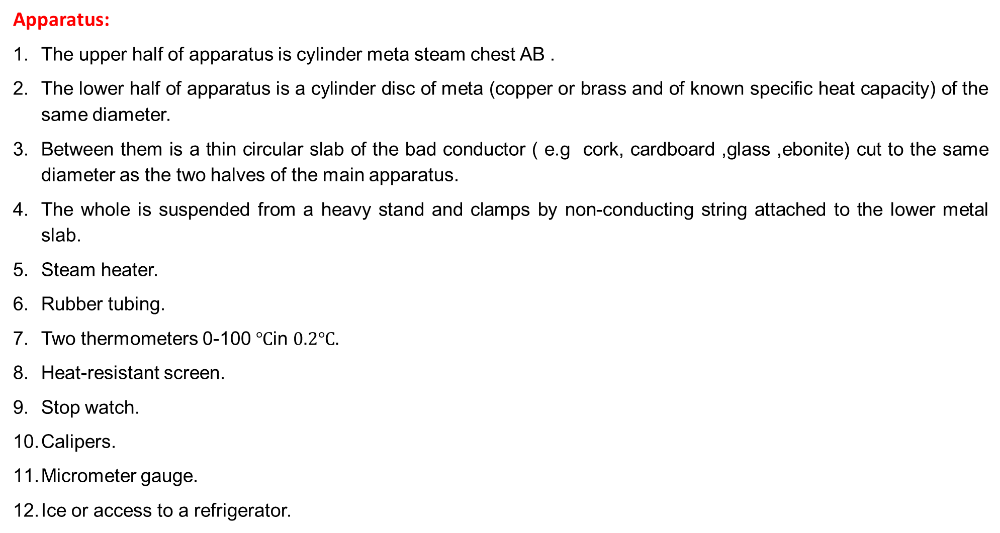 Apparatus:
1. The upper half of apparatus is cylinder meta steam chest AB .
2. The lower half of apparatus is a cylinder disc of meta (copper or brass and of known specific heat capacity) of the
same diameter.
3. Between them is a thin circular slab of the bad conductor ( e.g  cork, cardboard ,glass ,ebonite) cut to the same
diameter as the two halves of the main apparatus.
4. The whole is suspended from a heavy stand and clamps by non-conducting string attached to the lower metal
slab.
5. Steam heater.
6. Rubber tubing.
7. Two thermometers 0-100 °Cin 0.2°C.
8. Heat-resistant screen.
9. Stop watch.
10. Calipers.
11. Micrometer gauge.
12. Ice or access to a refrigerator.